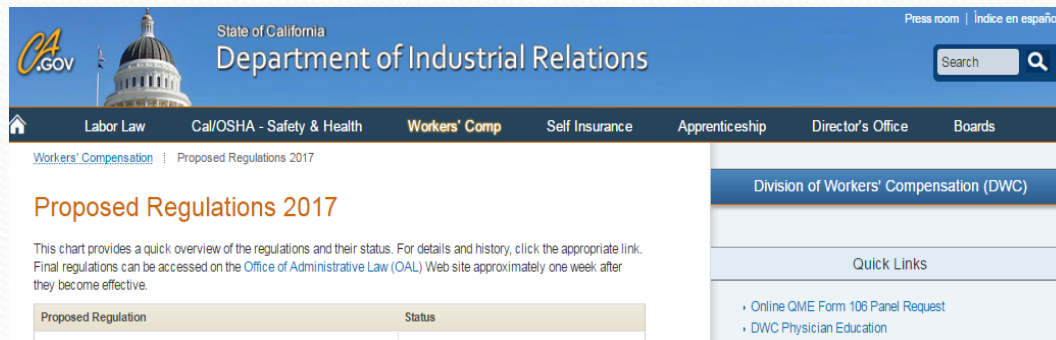 Press room | Índice en españo
CA
.GOV
State of California
Department of Industrial Relations
Search
Labor Law Cal/OSHA - Safety & Health Workers' Comp Self Insurance Apprenticeship Director's Office Boards
Workers' Compensation | Proposed Regulations 2017
Proposed Regulations 2017
This chart provides a quick overview of the regulations and their status. For details and history, click the appropriate link.
Final regulations can be accessed on the Office of Administrative Law (OAL) Web site approximately one week after
they become effective.
Proposed Regulation Status
Division of Workers' Compensation (DWC)
Quick Links
Online QME Form 106 Panel Request
DWC Physician Education